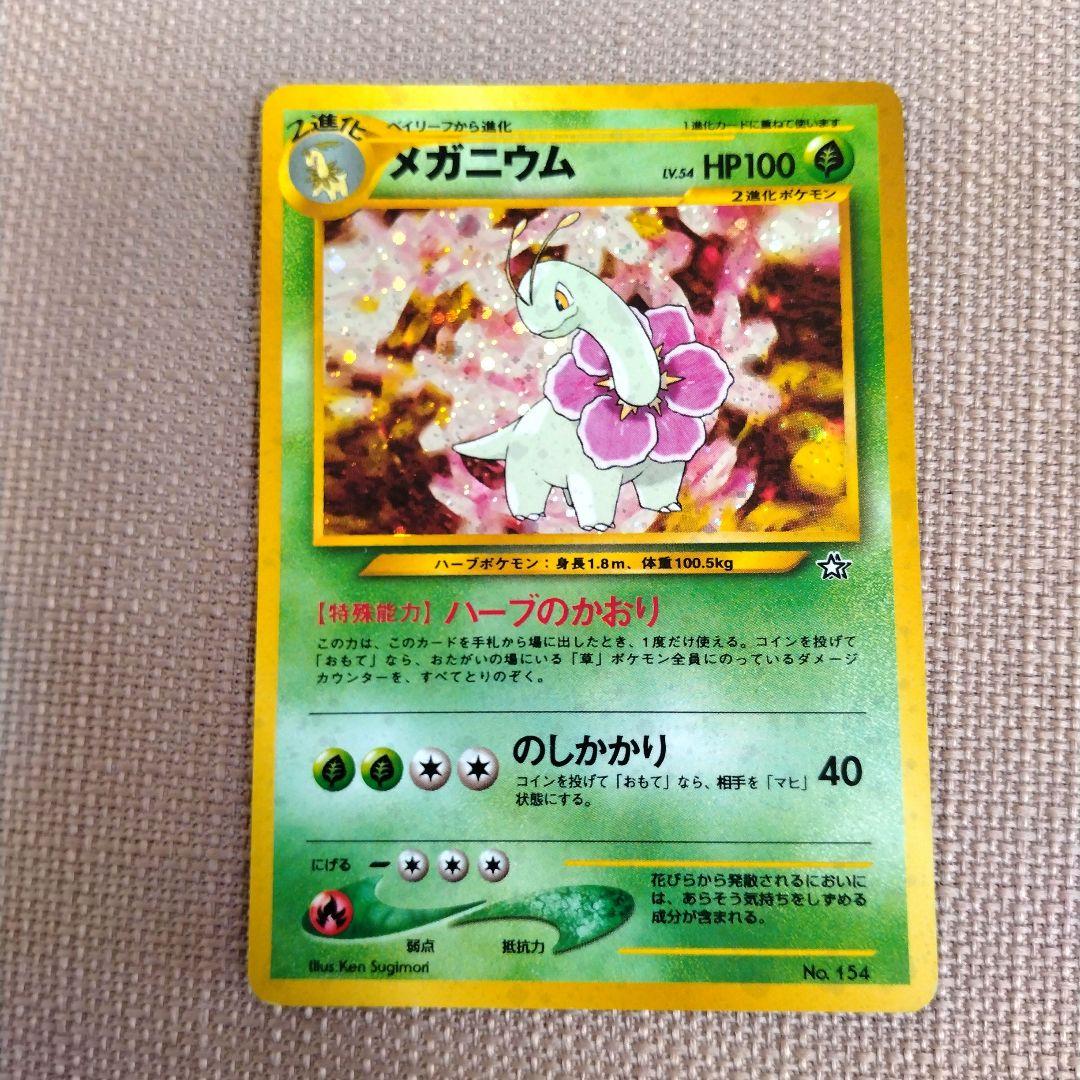 2進化
ベイリーフから進化
1進化カードに重ねて使います
メガニウム
LV.54 HP100
2進化ポケモン
ハーブポケモン：身長1.8m、体重100.5kg
【特殊能力】ハーブのかおり
この力は、このカードを手札から場に出したとき、1度だけ使える。コインを投げて
「おもて」なら、おたがいの場にいる「草」ポケモン全員にのっているダメージ
カウンターを、すべてとりのぞく。
のしかかり
40
コインを投げて「おもて」なら、相手を「マヒ」
状態にする。
にげる
弱点
抵抗力
花びらから発散されるにおいに
は、あらそう気持ちをしずめる
成分が含まれる。
Illus. Ken Sugimori
No. 154